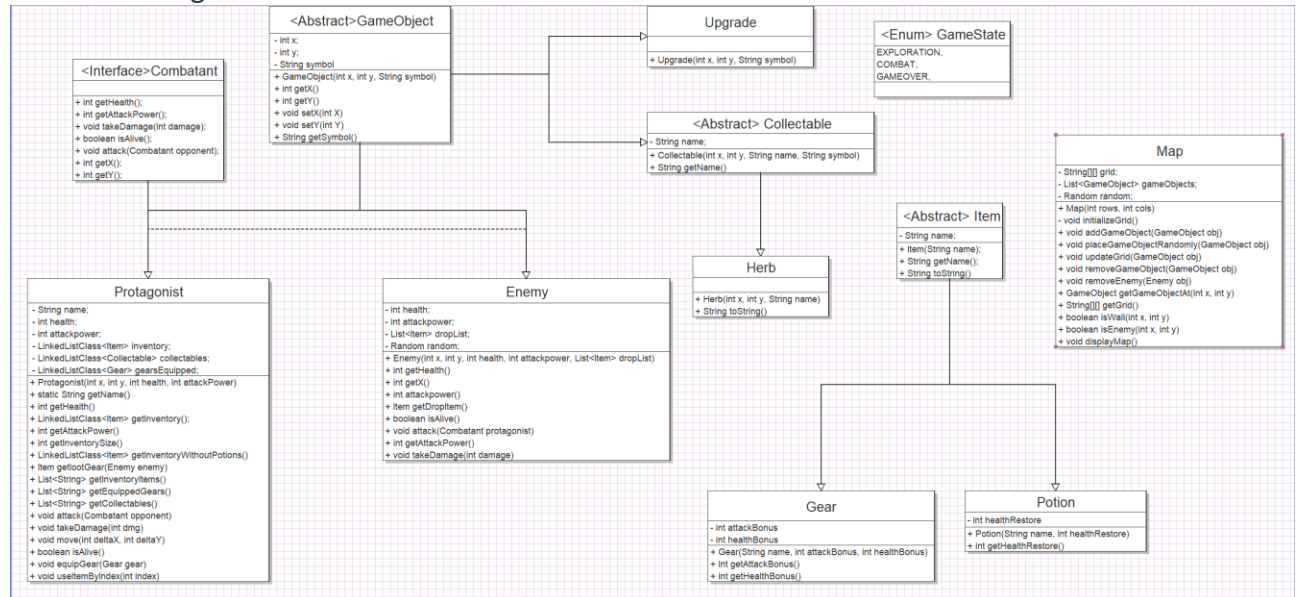 <Abstract>GameObject
- int x;
- int y;
- String symbol
+ GameObject(int x, int y, String symbol)
+ int getX()
+ int getY()
+ void setX(int X)
+ void setY(int Y)
+ String getSymbol()
Upgrade
+ Upgrade(int x, int y, String symbol)
<Enum> GameState
EXPLORATION,
COMBAT,
GAMEOVER,
<Interface>Combatant
+ int getHealth();
+ int getAttackPower();
+ void takeDamage(int damage);
+ boolean isAlive();
+ void attack(Combatant opponent);
+ int getX();
+ int getY();
<Abstract> Collectable
- String name;
+ Collectable(int x, int y, String name, String symbol)
+ String getName()
Map
- String[][] grid;
- List<GameObject> gameObjects;
- Random random;
+ Map(int rows, int cols)
- void initializeGrid()
+ void addGameObject(GameObject obj)
+ void placeGameObjectRandomly(GameObject obj)
+ void updateGrid(GameObject obj)
+ void removeGameObject(GameObject obj)
+ void removeEnemy(Enemy obj)
+ GameObject getGameObjectAt(int x, int y)
+ String[][] getGrid()
+ boolean isWall(int x, int y)
+ boolean isEnemy(int x, int y)
+ void displayMap()
<Abstract> Item
- String name;
+ Item(String name);
+ String getName();
+ String toString()
Herb
+ Herb(int x, int y, String name)
+ String toString()
Protagonist
- String name;
- int health;
- int attackpower;
- LinkedListClass<Item> inventory;
- LinkedListClass<Collectable> collectables;
- LinkedListClass<Gear> gearsEquipped;
+ Protagonist(int x, int y, int health, int attackPower)
+ static String getName()
+ int getHealth()
+ LinkedListClass<Item> getInventory();
+ int getAttackPower()
+ int getInventorySize()
+ LinkedListClass<Item> getInventoryWithoutPotions()
+ Item getlootGear(Enemy enemy)
+ List<String> getInventoryItems()
+ List<String> getEquippedGears()
+ List<String> getCollectables()
+ void attack(Combatant opponent)
+ void takeDamage(int dmg)
+ void move(int deltaX, int deltaY)
+ boolean isAlive()
+ void equipGear(Gear gear)
+ void useItemByIndex(int index)
Enemy
- int health;
- int attackpower;
- List<Item> dropList;
- Random random;
+ Enemy(int x, int y, int health, int attackpower, List<Item> dropList)
+ int getHealth()
+ int getX()
+ int attackpower()
+ Item getDropItem()
+ boolean isAlive()
+ void attack(Combatant protagonist)
+ int getAttackPower()
+ void takeDamage(int damage)
Gear
- int attackBonus
- int healthBonus
+ Gear(String name, int attackBonus, int healthBonus)
+ int getAttackBonus()
+ int getHealthBonus()
Potion
- int healthRestore
+ Potion(String name, int healthRestore)
+ int getHealthRestore()